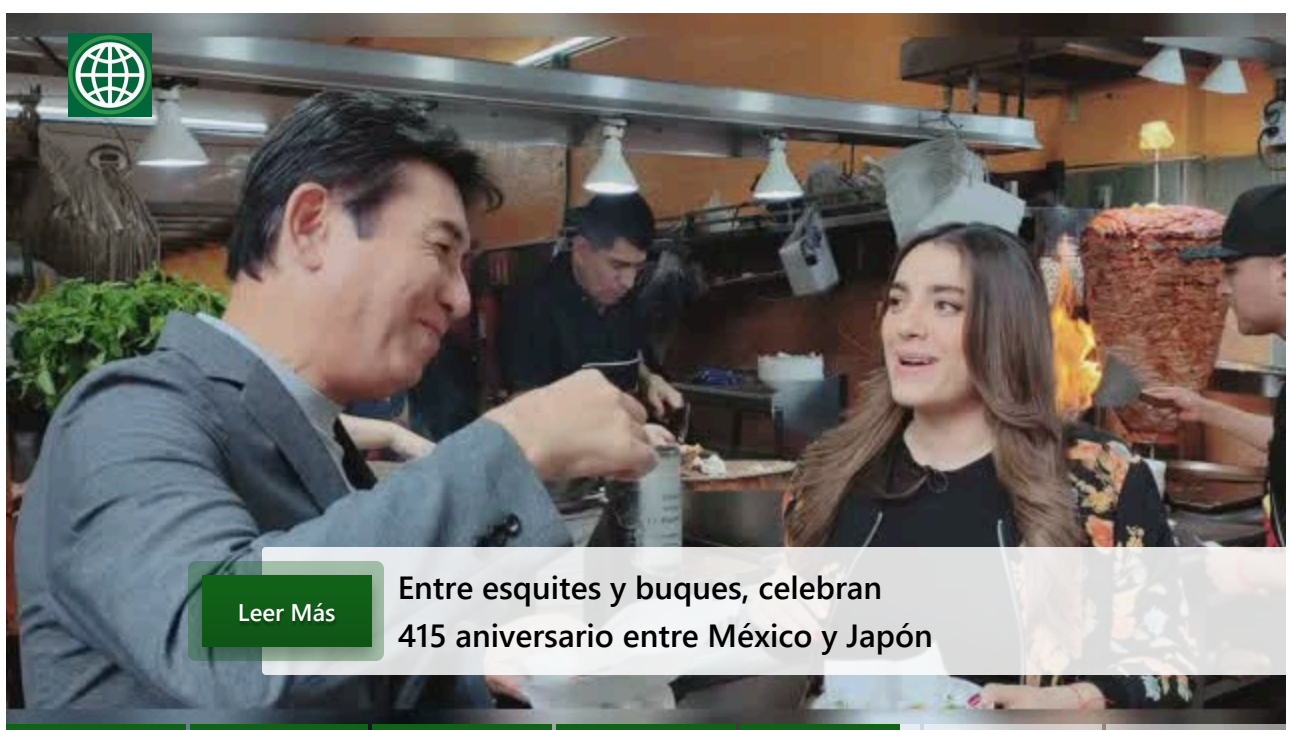 Leer Más
Entre esquites y buques, celebran
415 aniversario entre México y Japón